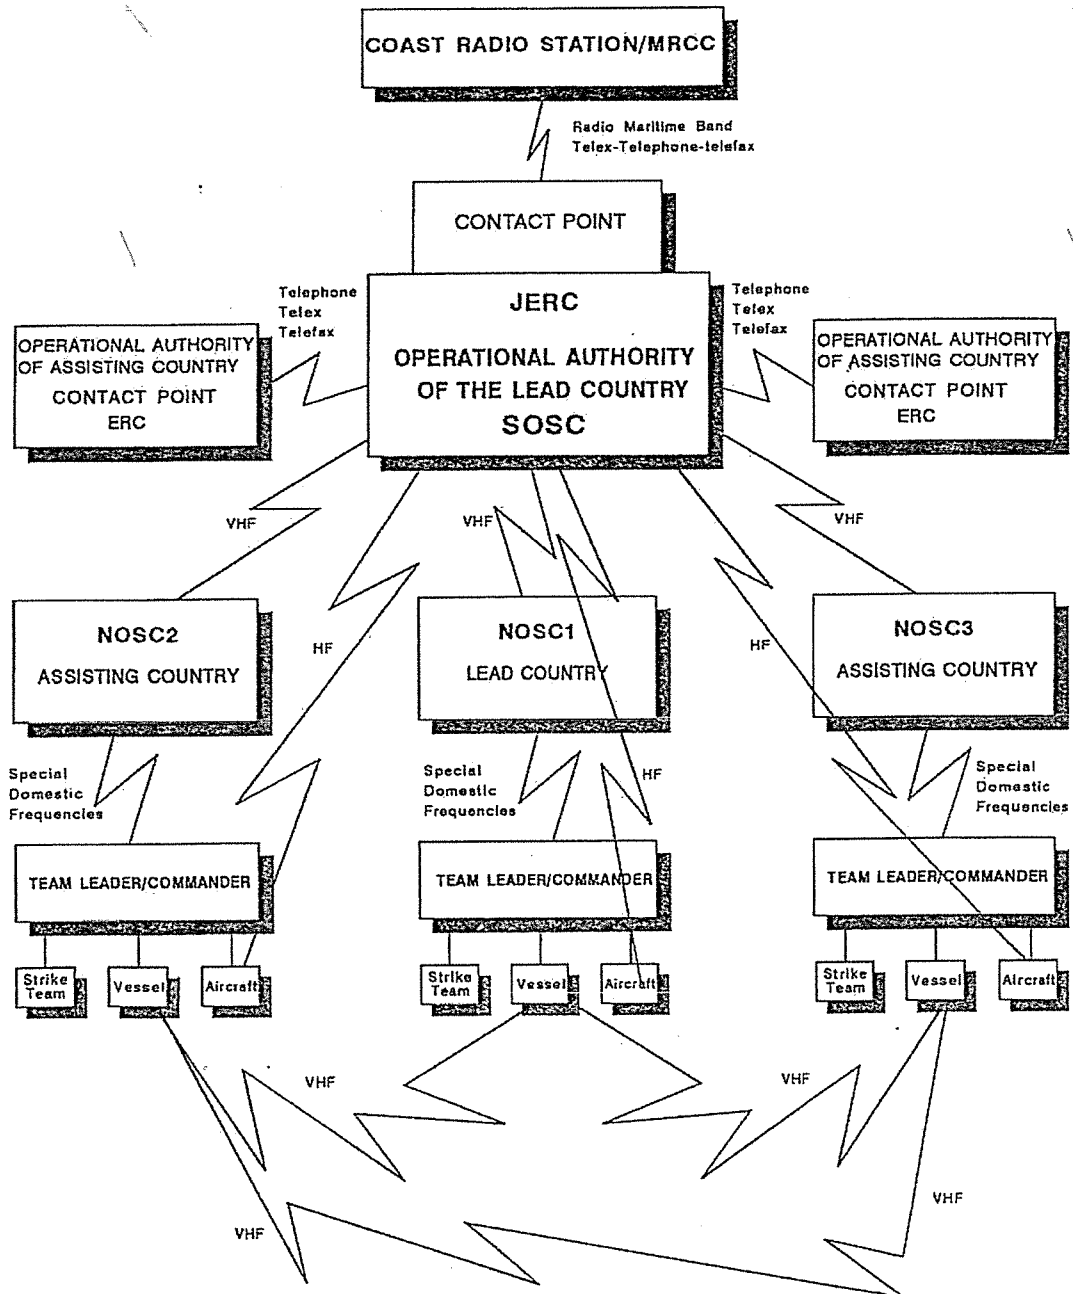 COAST RADIO STATION/MRCC
Radio Maritime Band
Telex-Telephone-telefax
CONTACT POINT
Telephone
Telex
Telefax
JERC
OPERATIONAL AUTHORITY
OF THE LEAD COUNTRY
SOSC
Telephone
Telex
Telefax
OPERATIONAL AUTHORITY
OF ASSISTING COUNTRY
CONTACT POINT
ERC
OPERATIONAL AUTHORITY
OF ASSISTING COUNTRY
CONTACT POINT
ERC
VHF
VHF
VHF
NOSC2
ASSISTING COUNTRY
HF
NOSC1
LEAD COUNTRY
HF
NOSC3
ASSISTING COUNTRY
Special
Domestic
Frequencies
Special
Domestic
Frequencies
HF
Special
Domestic
Frequencies
TEAM LEADER/COMMANDER
TEAM LEADER/COMMANDER
TEAM LEADER/COMMANDER
Strike
Team
Vessel
Aircraft
Strike
Team
Vessel
Aircraft
Strike
Team
Vessel
Aircraft
VHF
VHF
VHF
VHF